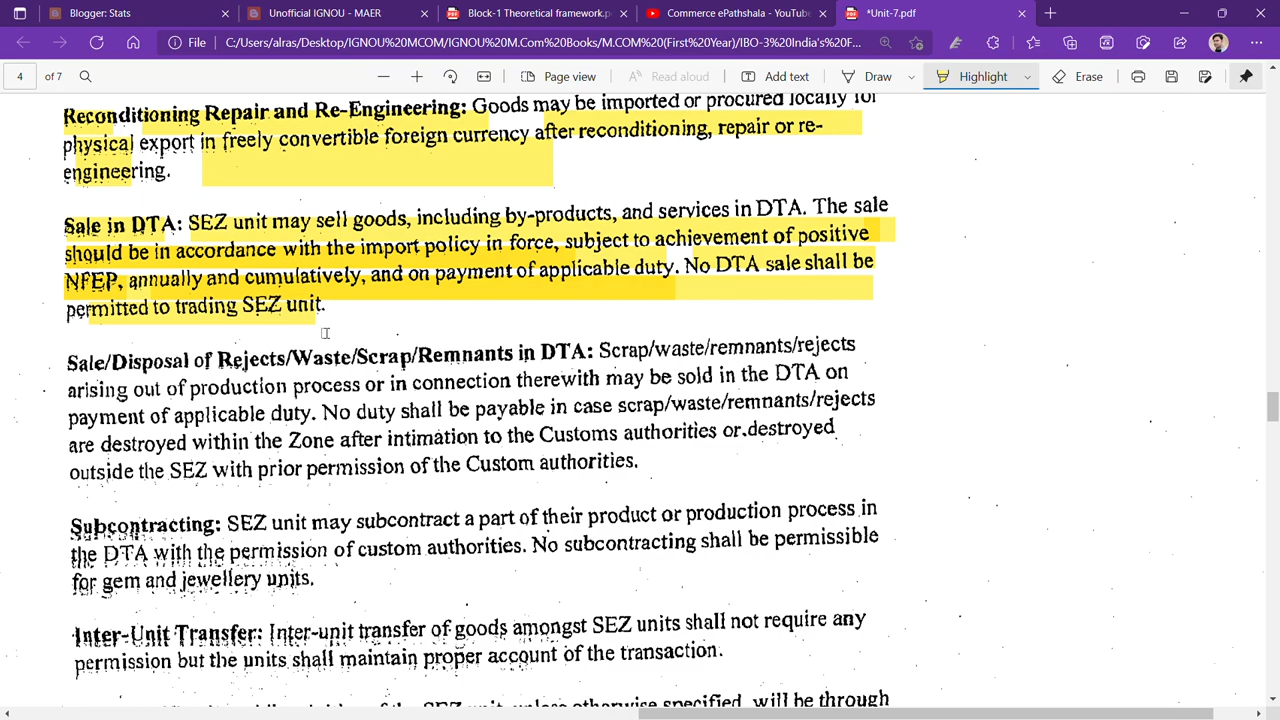 Blogger: Stats
Unofficial IGNOU - MAER
Block-1 Theoretical framework.p
Commerce ePathshala - YouTube
*Unit-7.pdf
File
C:/Users/alras/Desktop/IGNOU%20MCOM/IGNOU%20M.Com%20Books/M.COM%20(First%20Year)/IBO-3%20India's%20F...
4 of 7
Page view
Read aloud
Add text
Draw
Highlight
Erase
Reconditioning Repair and Re-Engineering: Goods may be imported or procured locally for
physical export in freely convertible foreign currency after reconditioning, repair or re-
engineering.
Sale in DTA: SEZ unit may sell goods, including by-products, and services in DTA. The sale
should be in accordance with the import policy in force, subject to achievement of positive
NFEP, annually and cumulatively, and on payment of applicable duty. No DTA sale shall be
permitted to trading SEZ unit.
Sale/Disposal of Rejects/Waste/Scrap/Remnants in DTA: Scrap/waste/remnants/rejects
arising out of production process or in connection therewith may be sold in the DTA on
payment of applicable duty. No duty shall be payable in case scrap/waste/remnants/rejects
are destroyed within the Zone after intimation to the Customs authorities or destroyed
outside the SEZ with prior permission of the Custom authorities.
Subcontracting: SEZ unit may subcontract a part of their product or production process in
the DTA with the permission of custom authorities. No subcontracting shall be permissible
for gem and jewellery units.
Inter-Unit Transfer: Inter-unit transfer of goods amongst SEZ units shall not require any
permission but the units shall maintain proper account of the transaction.
of the SEZ unit, unless otherwise specified, will be through